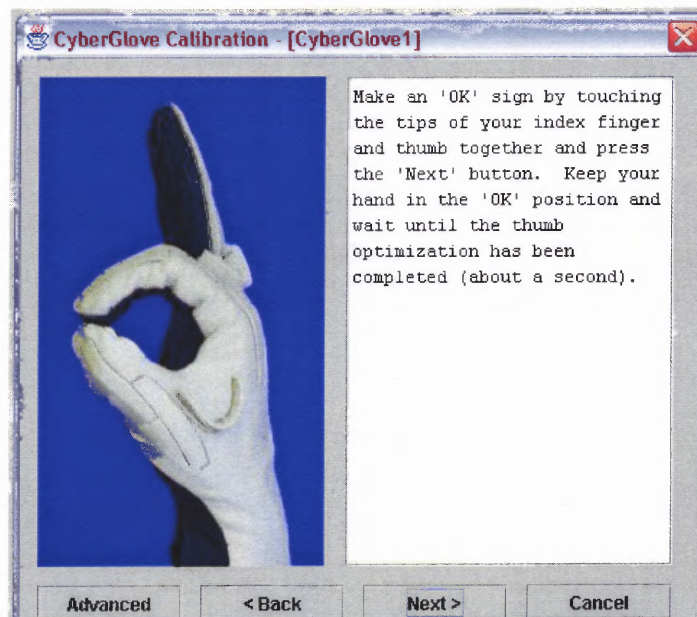 CyberGlove Calibration - [CyberGlove1]
Make an 'OK' sign by touching
the tips of your index finger
and thumb together and press
the 'Next' button.  Keep your
hand in the 'OK' position and
wait until the thumb
optimization has been
completed (about a second).
Advanced
< Back
Next >
Cancel